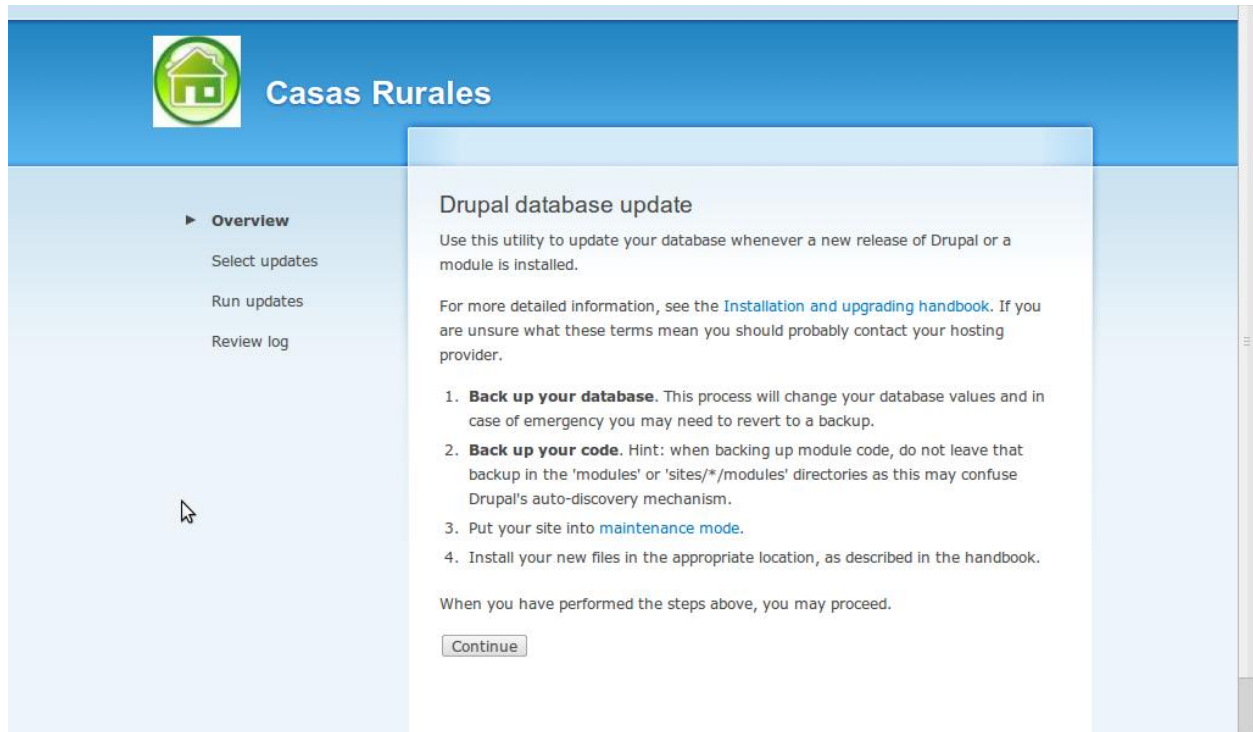 Casas Rurales
Overview
Select updates
Run updates
Review log
Drupal database update
Use this utility to update your database whenever a new release of Drupal or a
module is installed.
For more detailed information, see the Installation and upgrading handbook. If you
are unsure what these terms mean you should probably contact your hosting
provider.
1. Back up your database. This process will change your database values and in
case of emergency you may need to revert to a backup.
2. Back up your code. Hint: when backing up module code, do not leave that
backup in the 'modules' or 'sites/*/modules' directories as this may confuse
Drupal's auto-discovery mechanism.
3. Put your site into maintenance mode.
4. Install your new files in the appropriate location, as described in the handbook.
When you have performed the steps above, you may proceed.
Continue